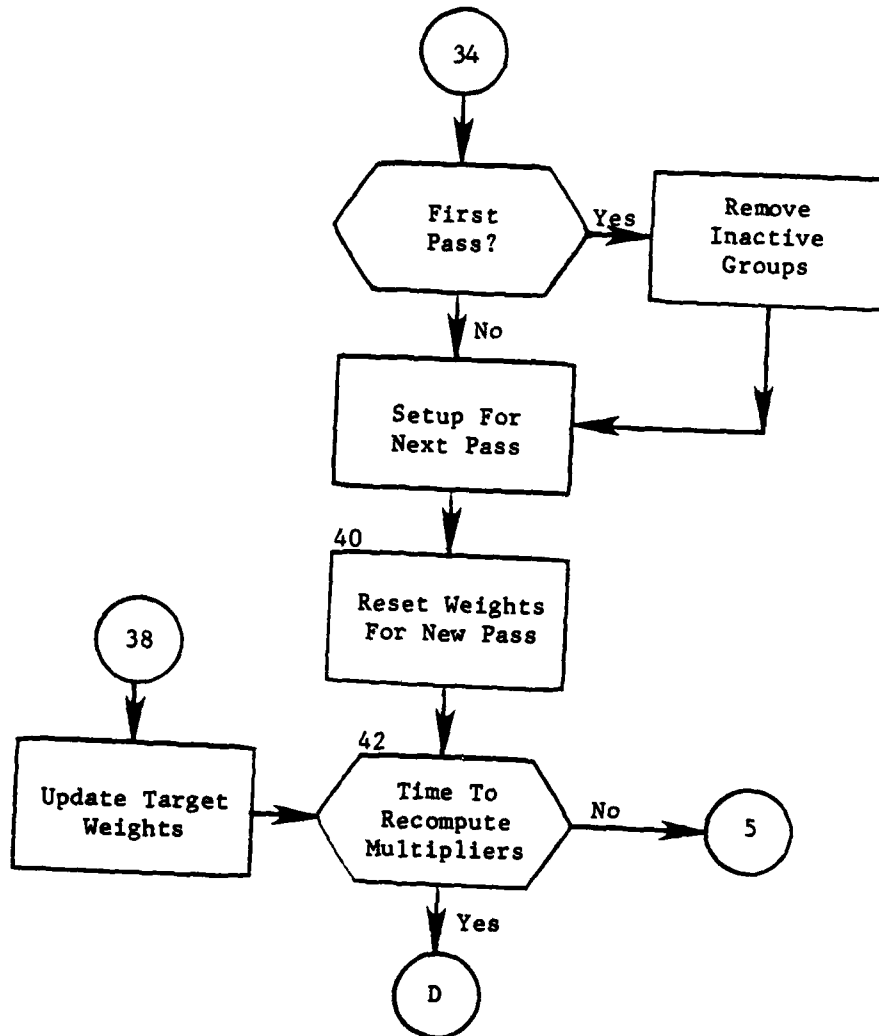 34
First
Pass?
Yes
Remove
Inactive
Groups
No
Setup For
Next Pass
40
Reset Weights
For New Pass
38
42
Update Target
Weights
Time To
Recompute
Multipliers
No
5
Yes
D